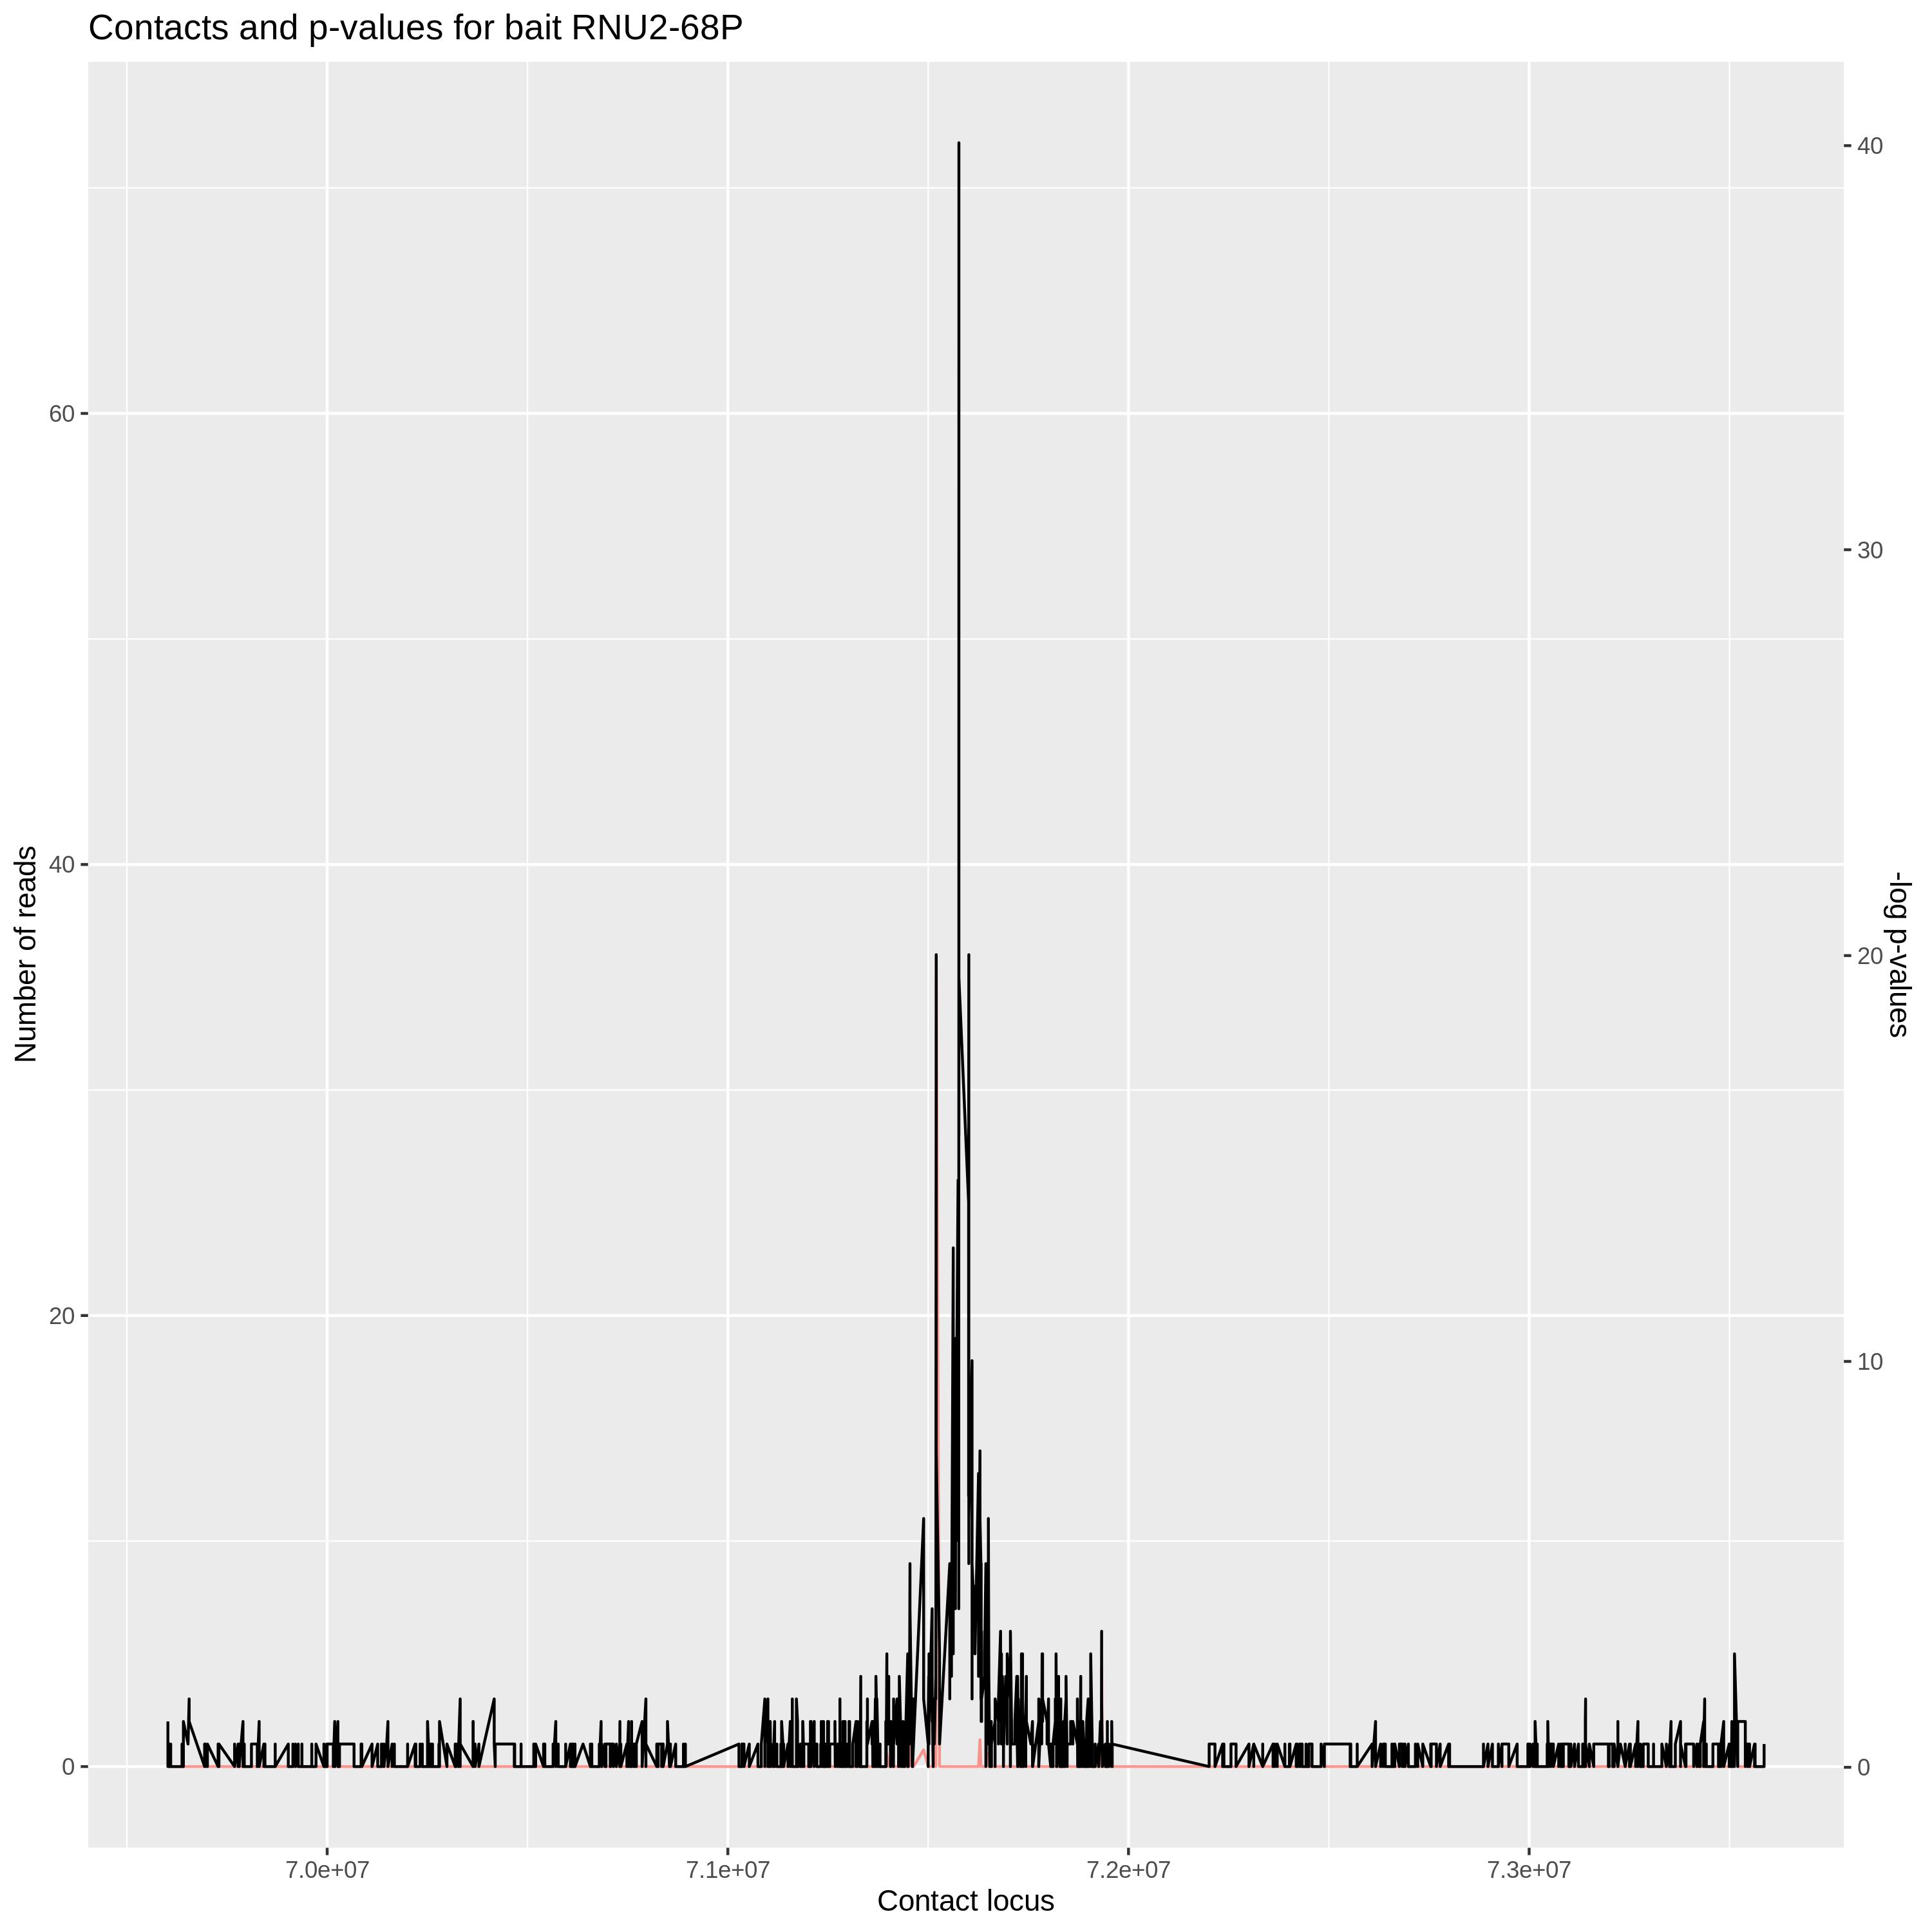 Contacts and p-values for bait RNU2-68P
Number of reads
60
40
20
0
40
30
20
10
0
-log p-values
7.0e+07
7.1e+07
7.2e+07
7.3e+07
Contact locus